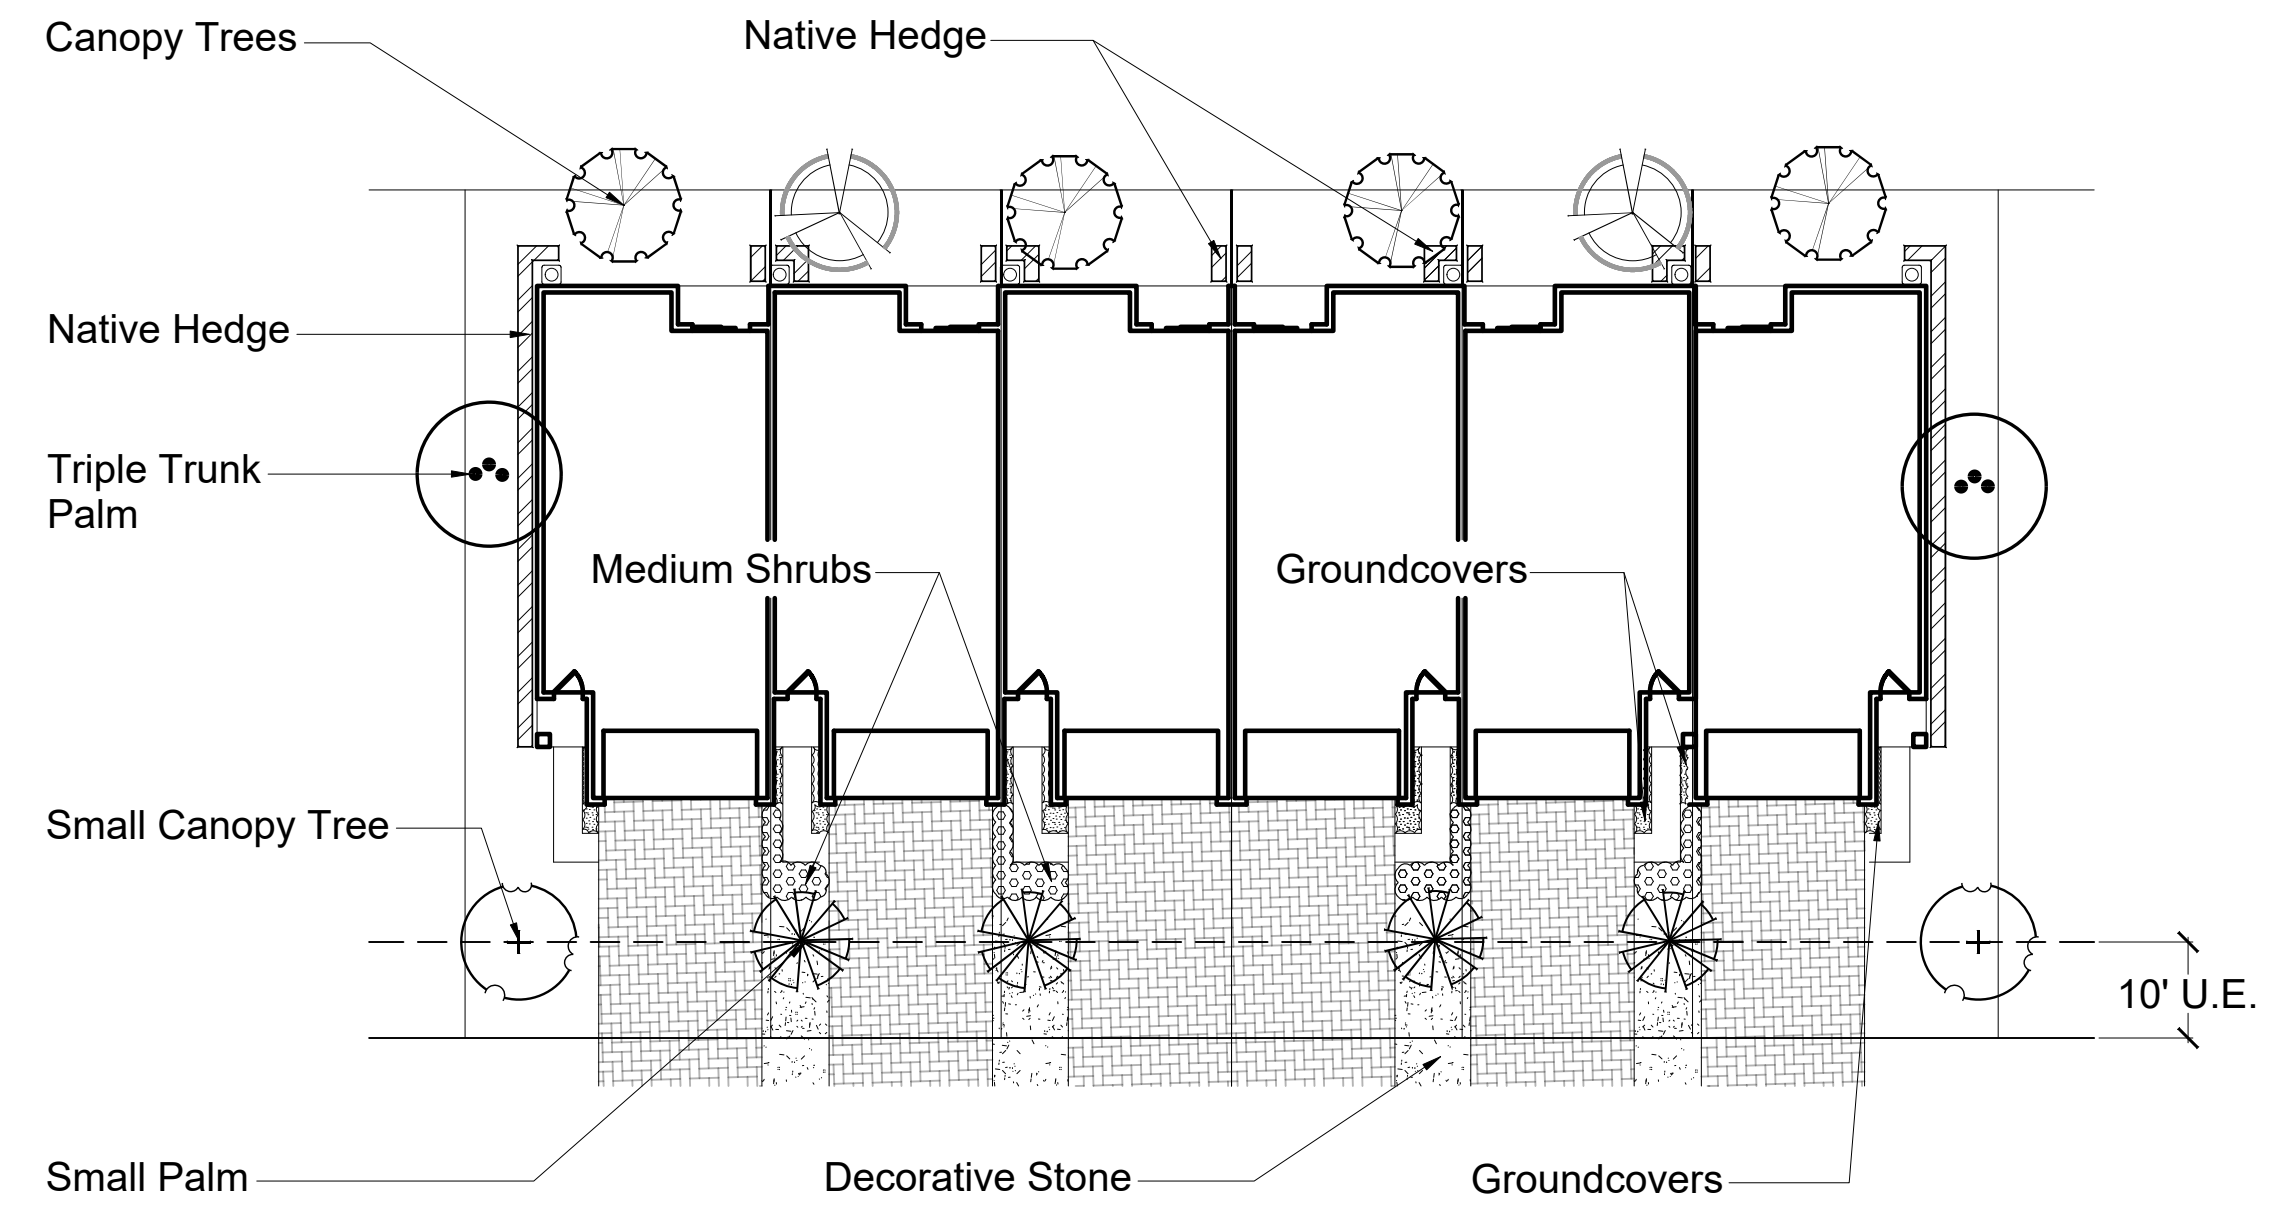 Canopy Trees
Native Hedge
Native Hedge
Triple Trunk
Palm
Medium Shrubs
Groundcovers
Small Canopy Tree
10' U.E.
Small Palm
Decorative Stone
Groundcovers